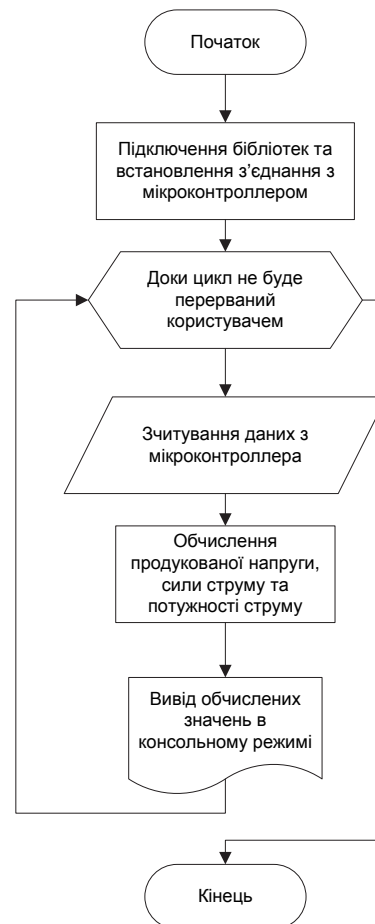 Початок
Підключення бібліотек та
встановлення з’єднання з
мікроконтроллером
Доки цикл не буде
перерваний
користувачем
Зчитування даних з
мікроконтроллера
Обчислення
продукованої напруги,
сили струму та
потужності струму
Вивід обчислених
значень в
консольному режимі
Кінець